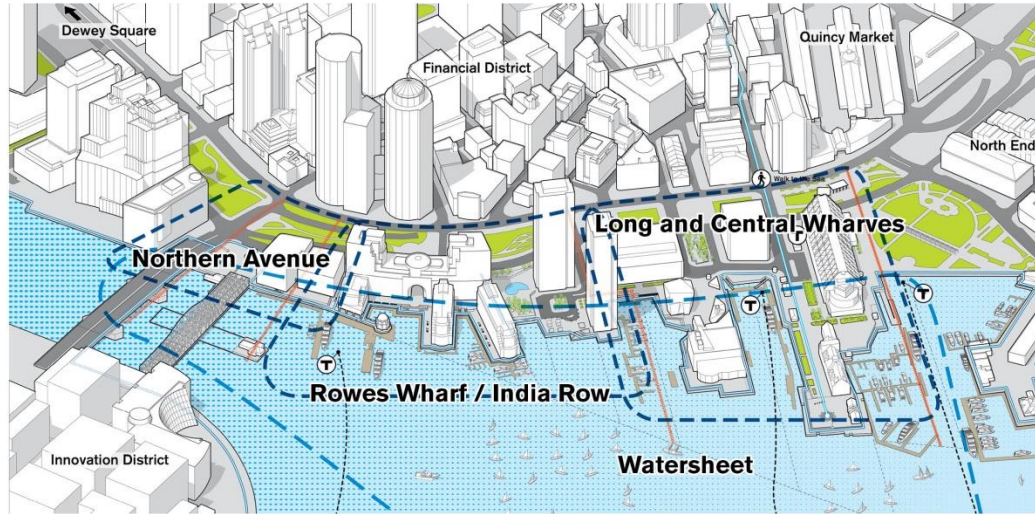 Dewey Square
Financial District
Quincy Market
North End
Walk to the Sea
Long and Central Wharves
T
Northern Avenue
T
T
T
Rowes Wharf / India Row
Innovation District
Watersheet